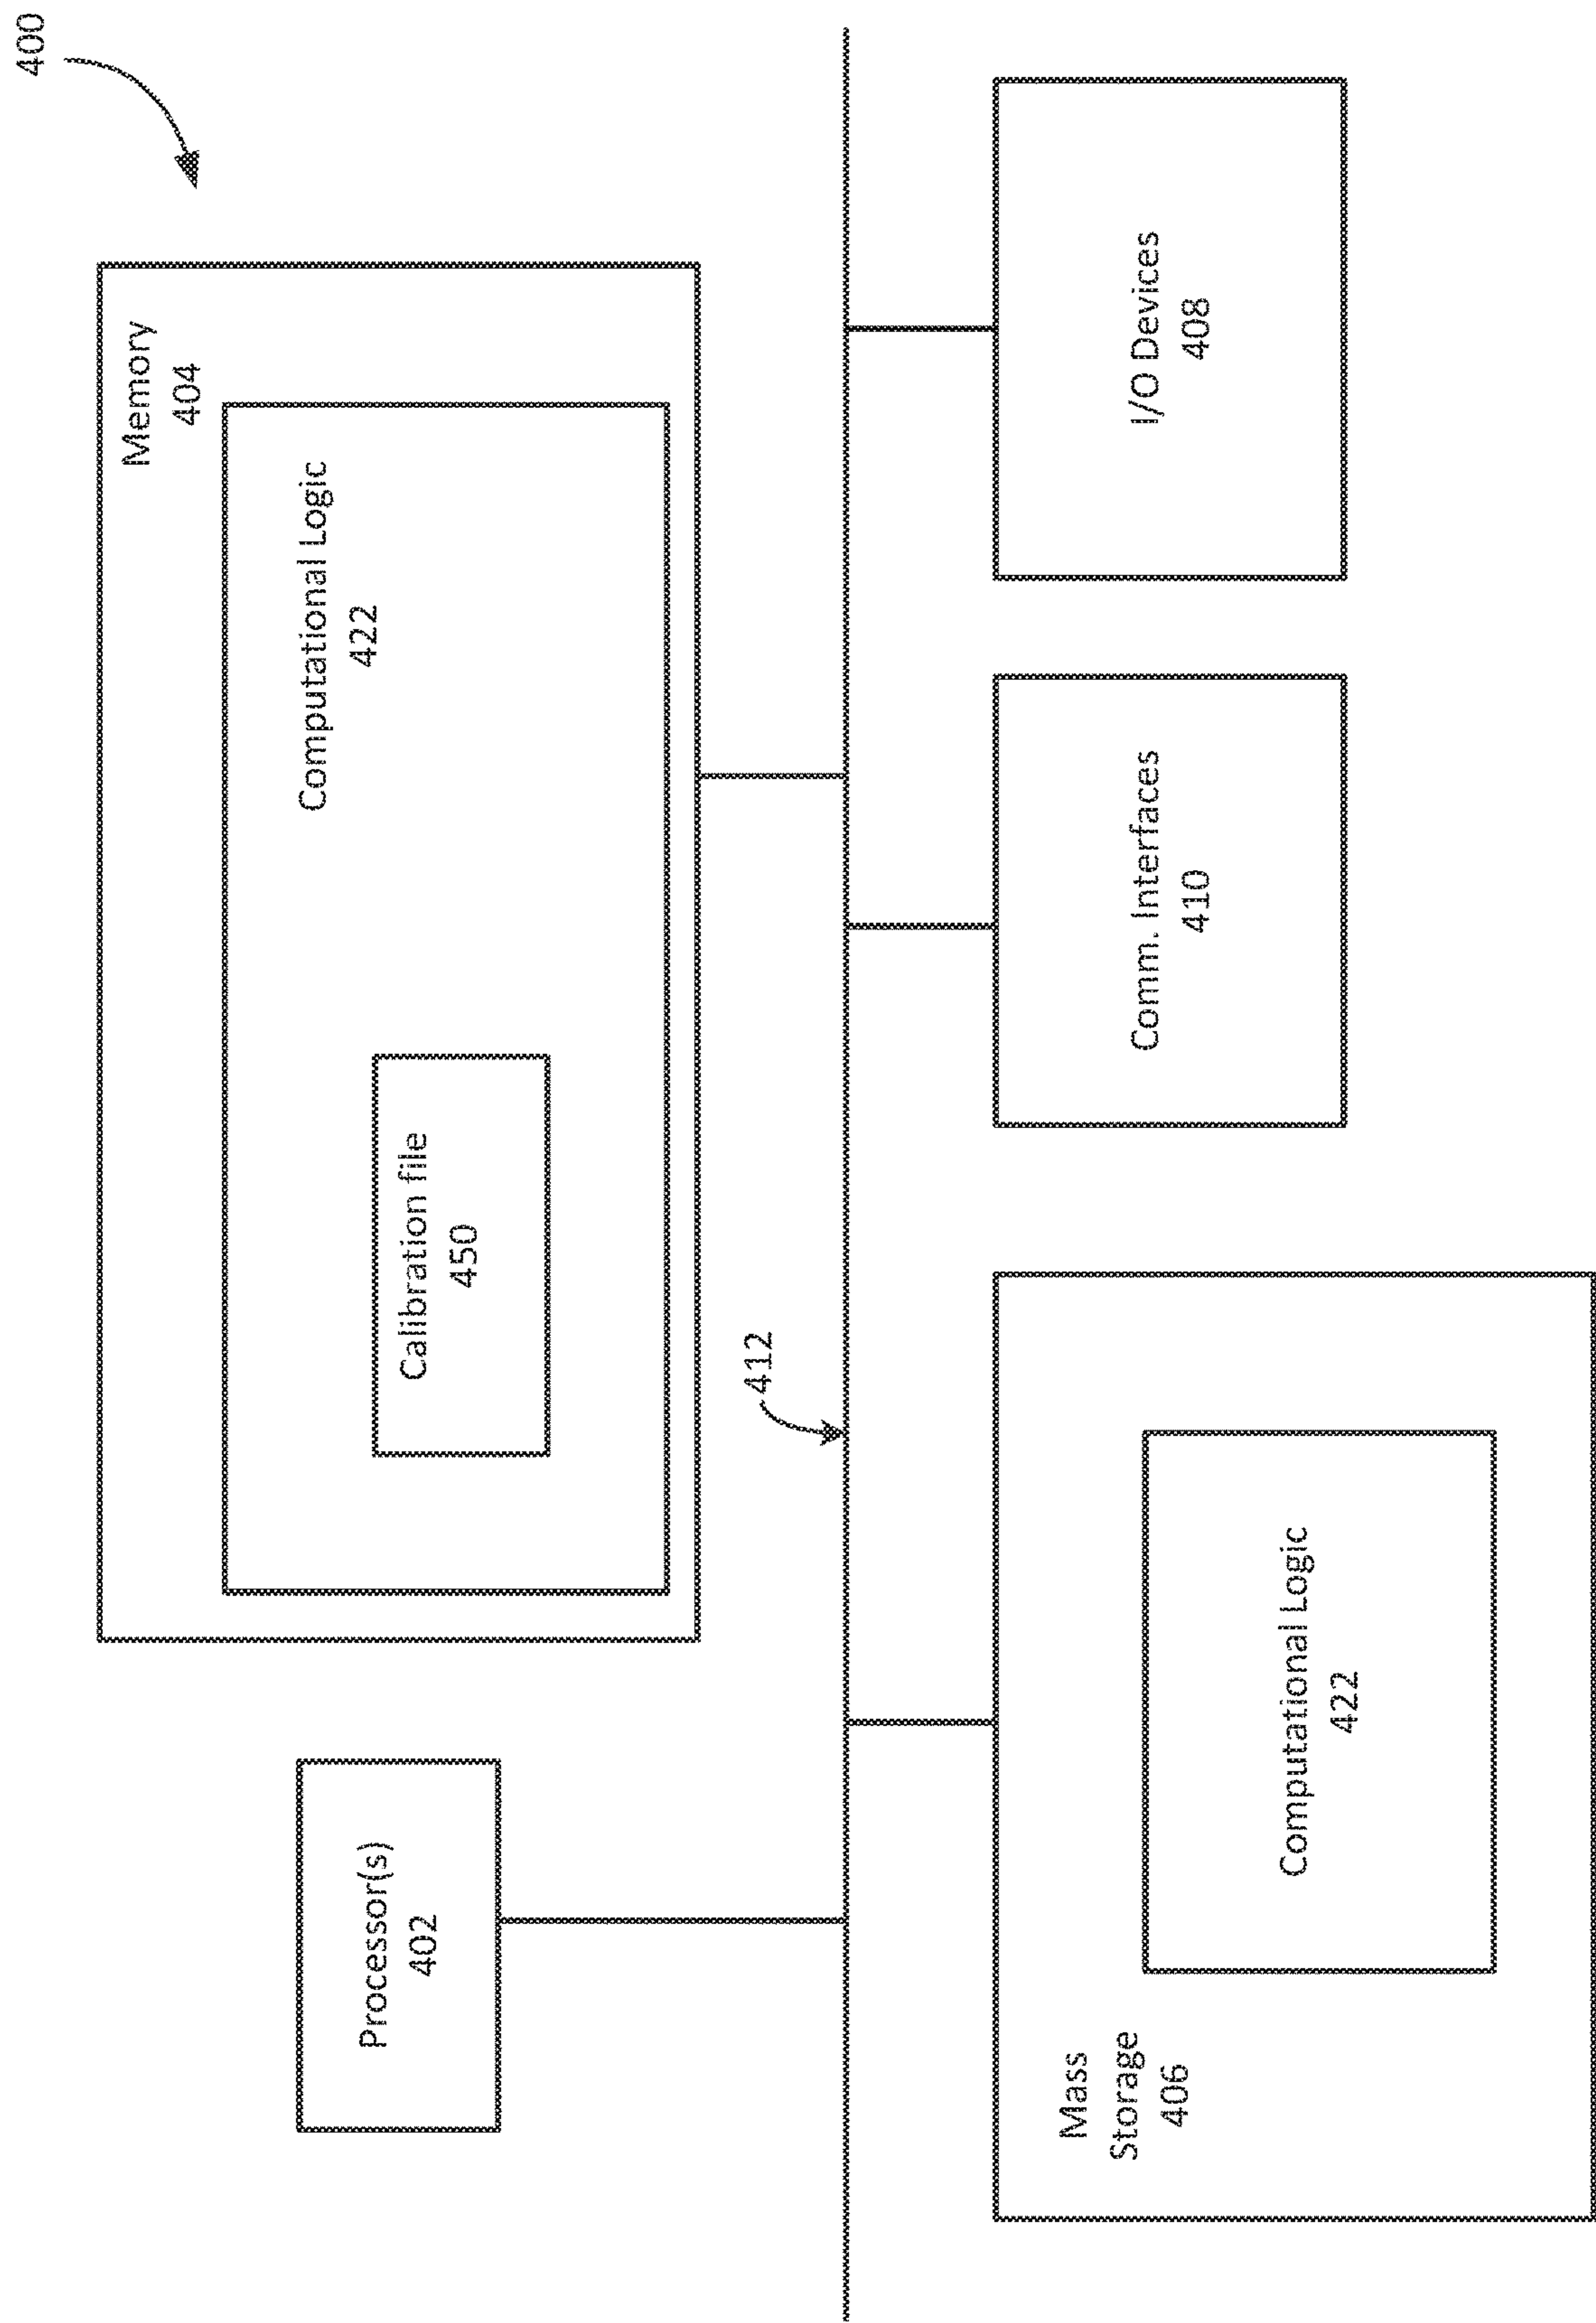 400
Processor(s)
402
Memory
404
Computational Logic
422
Calibration file
450
412
Mass
Storage
406
Computational Logic
422
Comm. Interfaces
410
I/O Devices
408